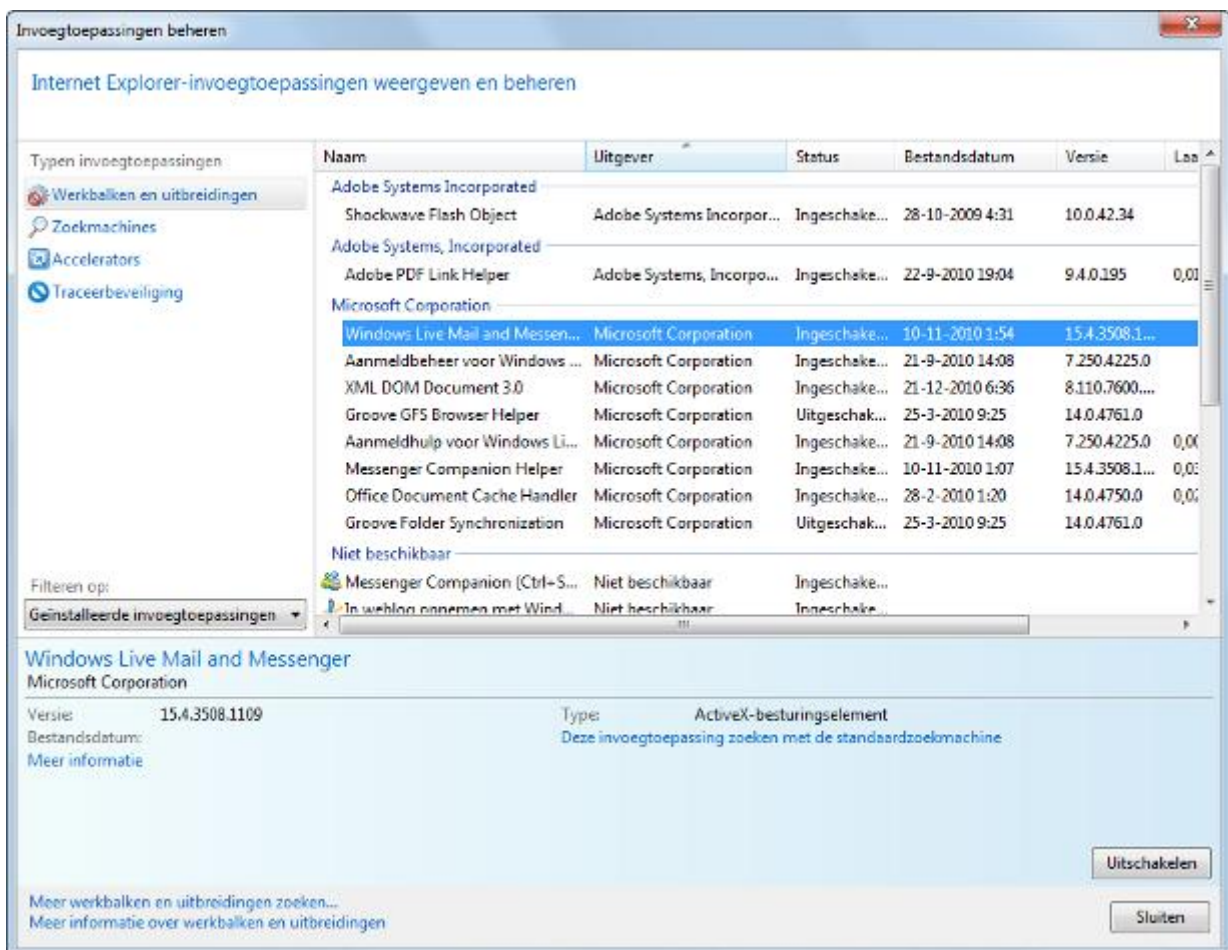 Invoegtoepassingen beheren
Internet Explorer-invoegtoepassingen weergeven en beheren
Typen invoegtoepassingen
Werkbalken en uitbreidingen
Zoekmachines
Accelerators
Traceerbeveiliging
Filteren op:
Geïnstalleerde invoegtoepassingen
Naam Uitgever Status Bestandsdatum Versie Laa
Adobe Systems Incorporated
Shockwave Flash Object Adobe Systems Incorpor... Ingeschake... 28-10-2009 4:31 10.0.42.34
Adobe Systems, Incorporated
Adobe PDF Link Helper Adobe Systems, Incorpo... Ingeschake... 22-9-2010 19:04 9.4.0.195 0,01
Microsoft Corporation
Windows Live Mail and Messen... Microsoft Corporation Ingeschake... 10-11-2010 1:54 15.4.3508.1...
Aanmeldbeheer voor Windows ... Microsoft Corporation Ingeschake... 21-9-2010 14:08 7.250.4225.0
XML DOM Document 3.0 Microsoft Corporation Ingeschake... 21-12-2010 6:36 8.110.7600....
Groove GFS Browser Helper Microsoft Corporation Uitgeschak... 25-3-2010 9:25 14.0.4761.0
Aanmeldhulp voor Windows Li... Microsoft Corporation Ingeschake... 21-9-2010 14:08 7.250.4225.0
Messenger Companion Helper Microsoft Corporation Ingeschake... 10-11-2010 1:07 15.4.3508.1...
Office Document Cache Handler Microsoft Corporation Ingeschake... 28-2-2010 1:20 14.0.4750.0
Groove Folder Synchronization Microsoft Corporation Uitgeschak... 25-3-2010 9:25 14.0.4761.0
Niet beschikbaar
Messenger Companion (Ctrl+S... Niet beschikbaar Ingeschake...
In weblog opnemen met Wind... Niet beschikbaar Ingeschake...
Windows Live Mail and Messenger
Microsoft Corporation
Versie: 15.4.3508.1109 Type: ActiveX-besturingselement
Bestandsdatum: Deze invoegtoepassing zoeken met de standaardzoekmachine
Meer informatie
Uitschakelen
Meer werkbalken en uitbreidingen zoeken...
Meer informatie over werkbalken en uitbreidingen
Sluiten